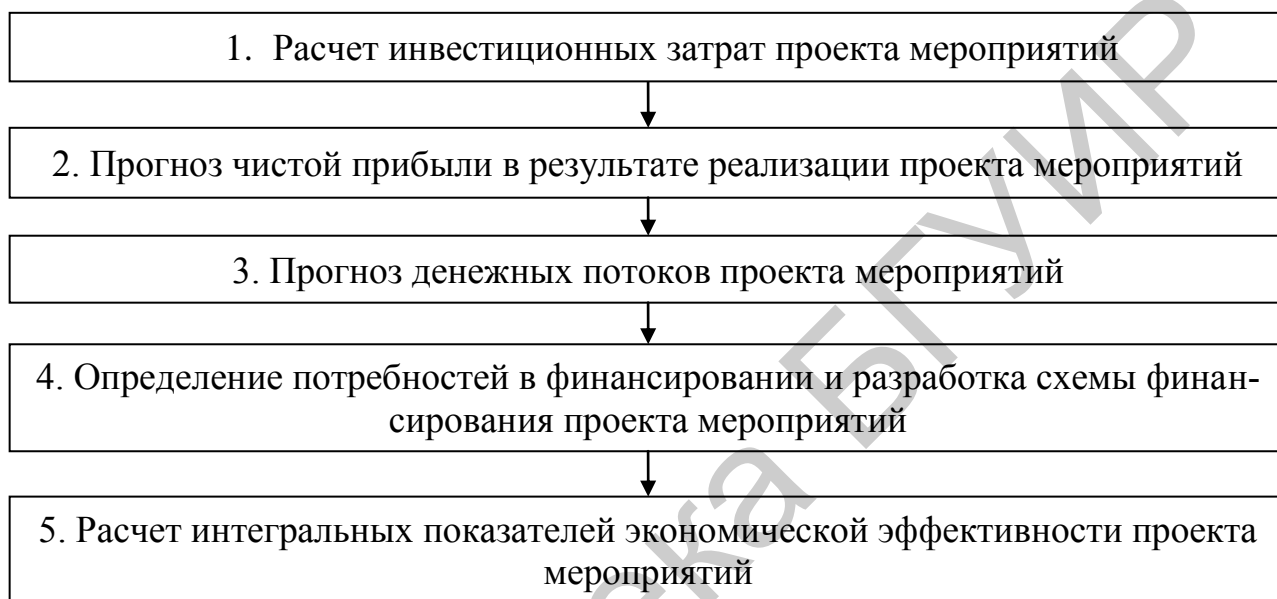 1. Расчет инвестиционных затрат проекта мероприятий
2. Прогноз чистой прибыли в результате реализации проекта мероприятий
3. Прогноз денежных потоков проекта мероприятий
4. Определение потребностей в финансировании и разработка схемы финан-
сирования проекта мероприятий
5. Расчет интегральных показателей экономической эффективности проекта
мероприятий
ека БГУИР